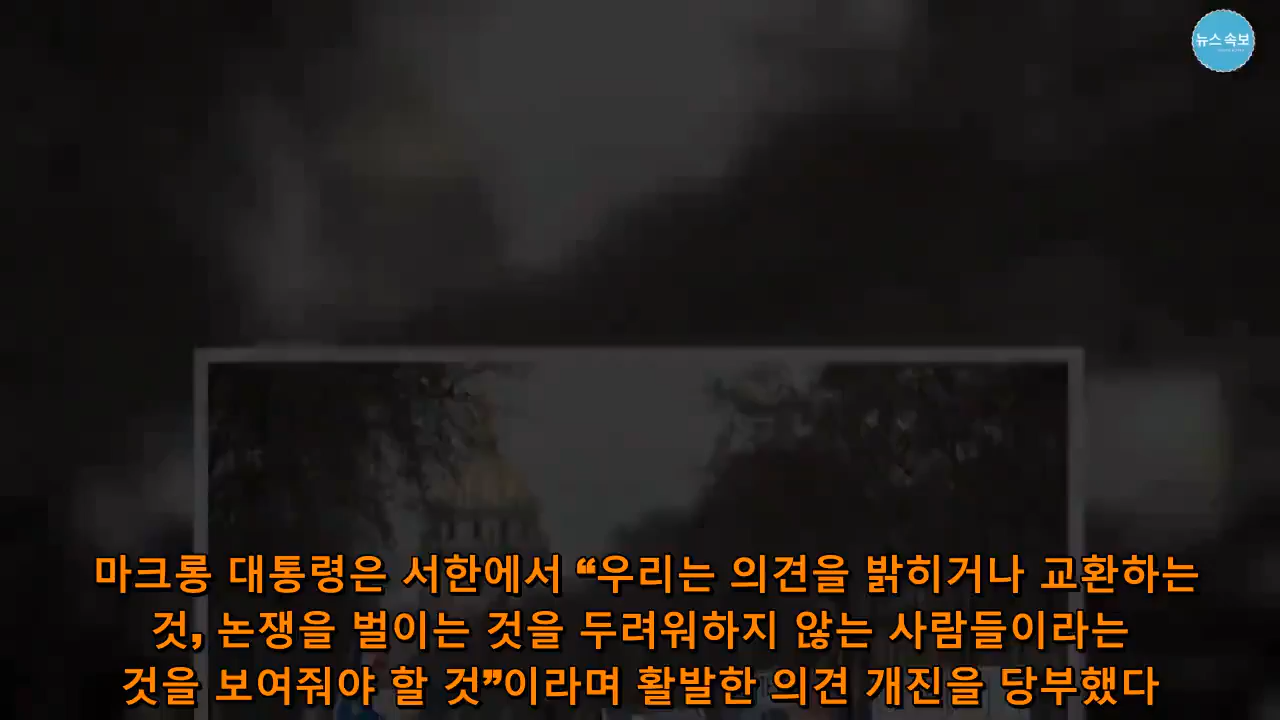 뉴스 속보
마크롱 대통령은 서한에서 “우리는 의견을 밝히거나 교환하는
것, 논쟁을 벌이는 것을 두려워하지 않는 사람들이라는
것을 보여줘야 할 것”이라며 활발한 의견 개진을 당부했다